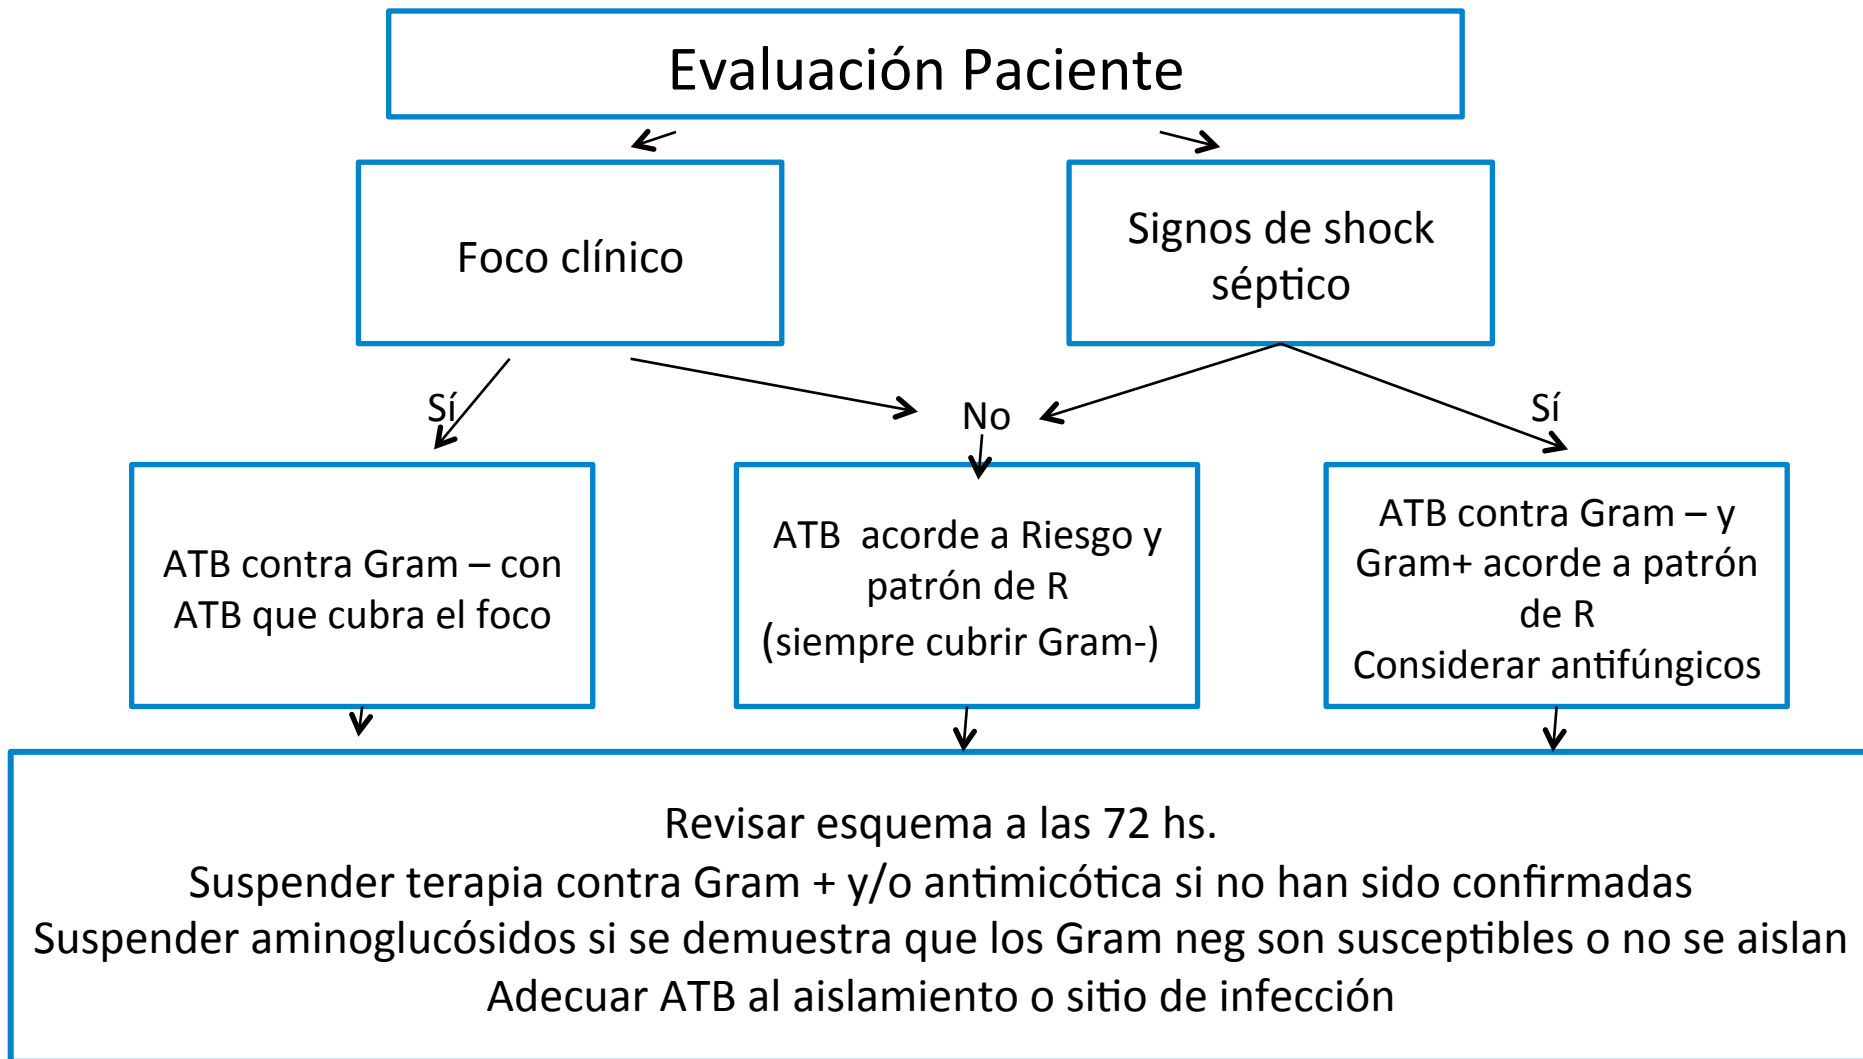 Evaluación Paciente
Foco clínico
Signos de shock
séptico
Sí
No
Sí
ATB contra Gram – con
ATB que cubra el foco
ATB acorde a Riesgo y
patrón de R
(siempre cubrir Gram-)
ATB contra Gram – y
Gram+ acorde a patrón
de R
Considerar antifúngicos
Revisar esquema a las 72 hs.
Suspender terapia contra Gram + y/o antimicótica si no han sido confirmadas
Suspender aminoglucósidos si se demuestra que los Gram neg son susceptibles o no se aislan
Adecuar ATB al aislamiento o sitio de infección